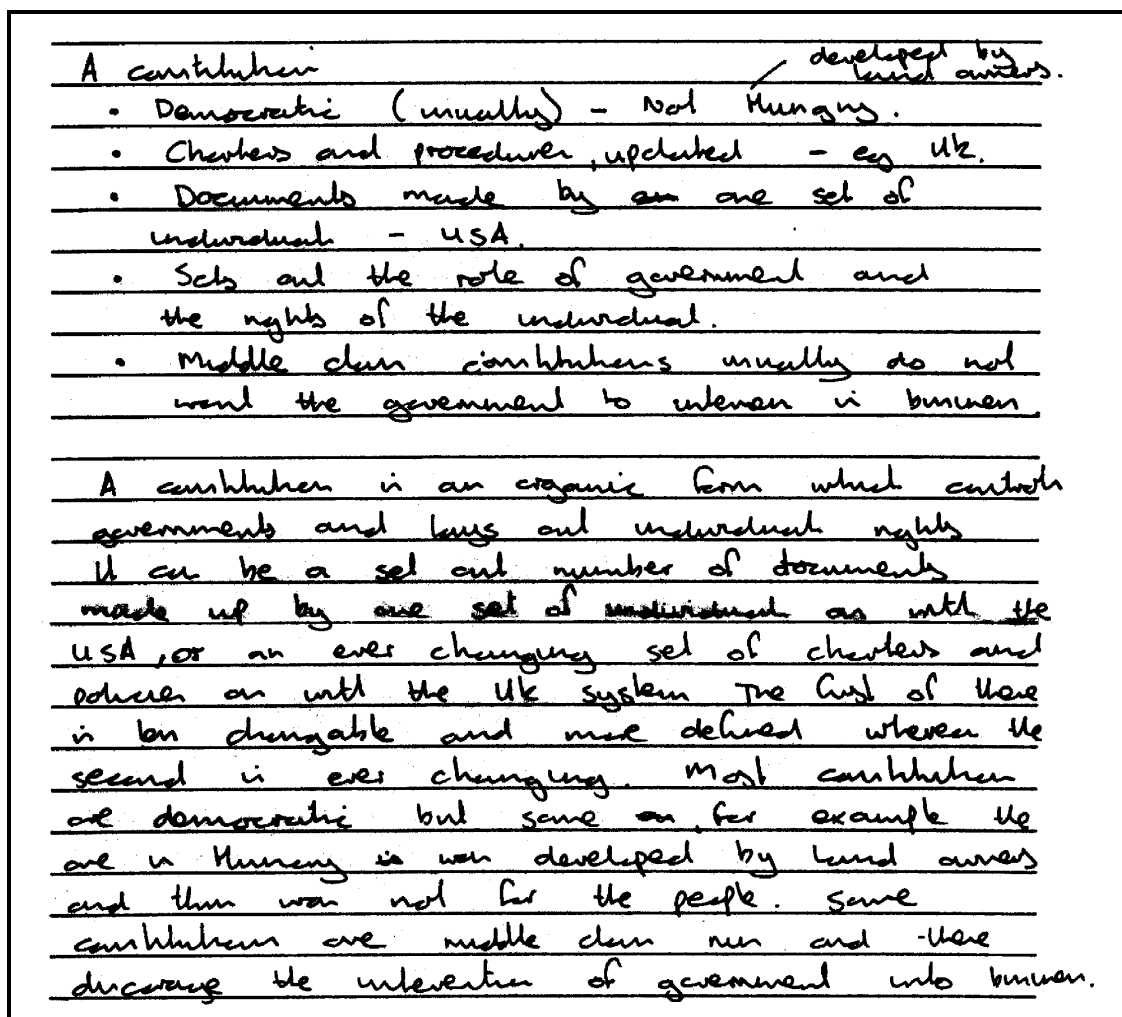 A constitution
developed by
land owners.
• Democratic (usually) - Not Hungry.
• Charters and procedures, updated - eg UK.
• Documents made by one set of
individuals - USA.
• Sets out the role of government and
the rights of the individual.
• Middle class constitutions usually do not
want the government to interven in business.
A constitution is an organic form which controls
governments and lays out individuals rights
It can be a set out number of documents
made up by one set of individuals as with the
USA, or an ever changing set of charters and
policies as with the UK system The first of these
is less changable and more defined whereas the
second is ever changing. Most constitution
are democratic but some, for example the
one in Hungary was developed by land owners
and thus was not for the people. Some
constitutions are middle class run and these
discourage the intervention of government into business.